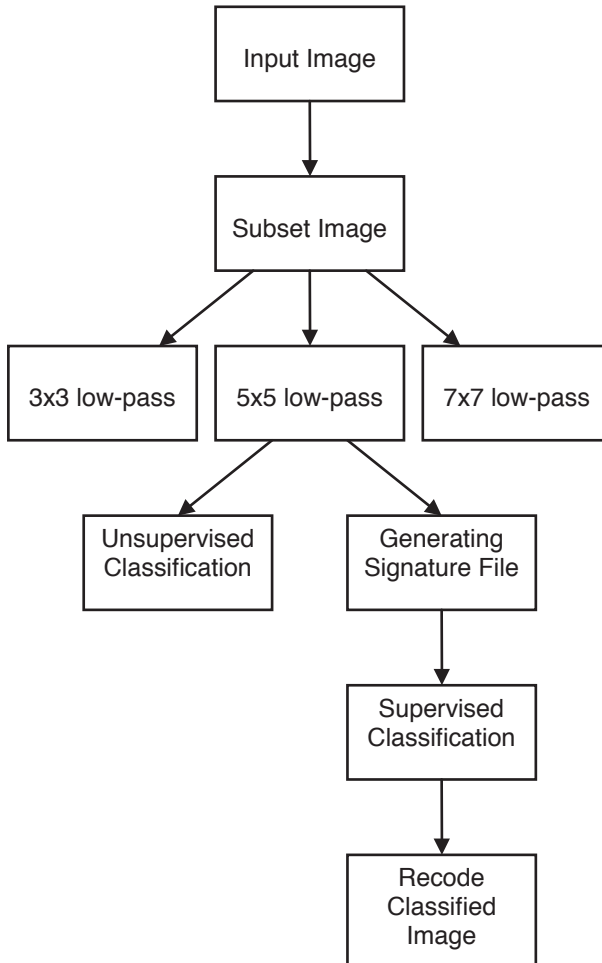 Input Image
Subset Image
3x3 low-pass
5x5 low-pass
7x7 low-pass
Unsupervised
Classification
Generating
Signature File
Supervised
Classification
Recode
Classified
Image